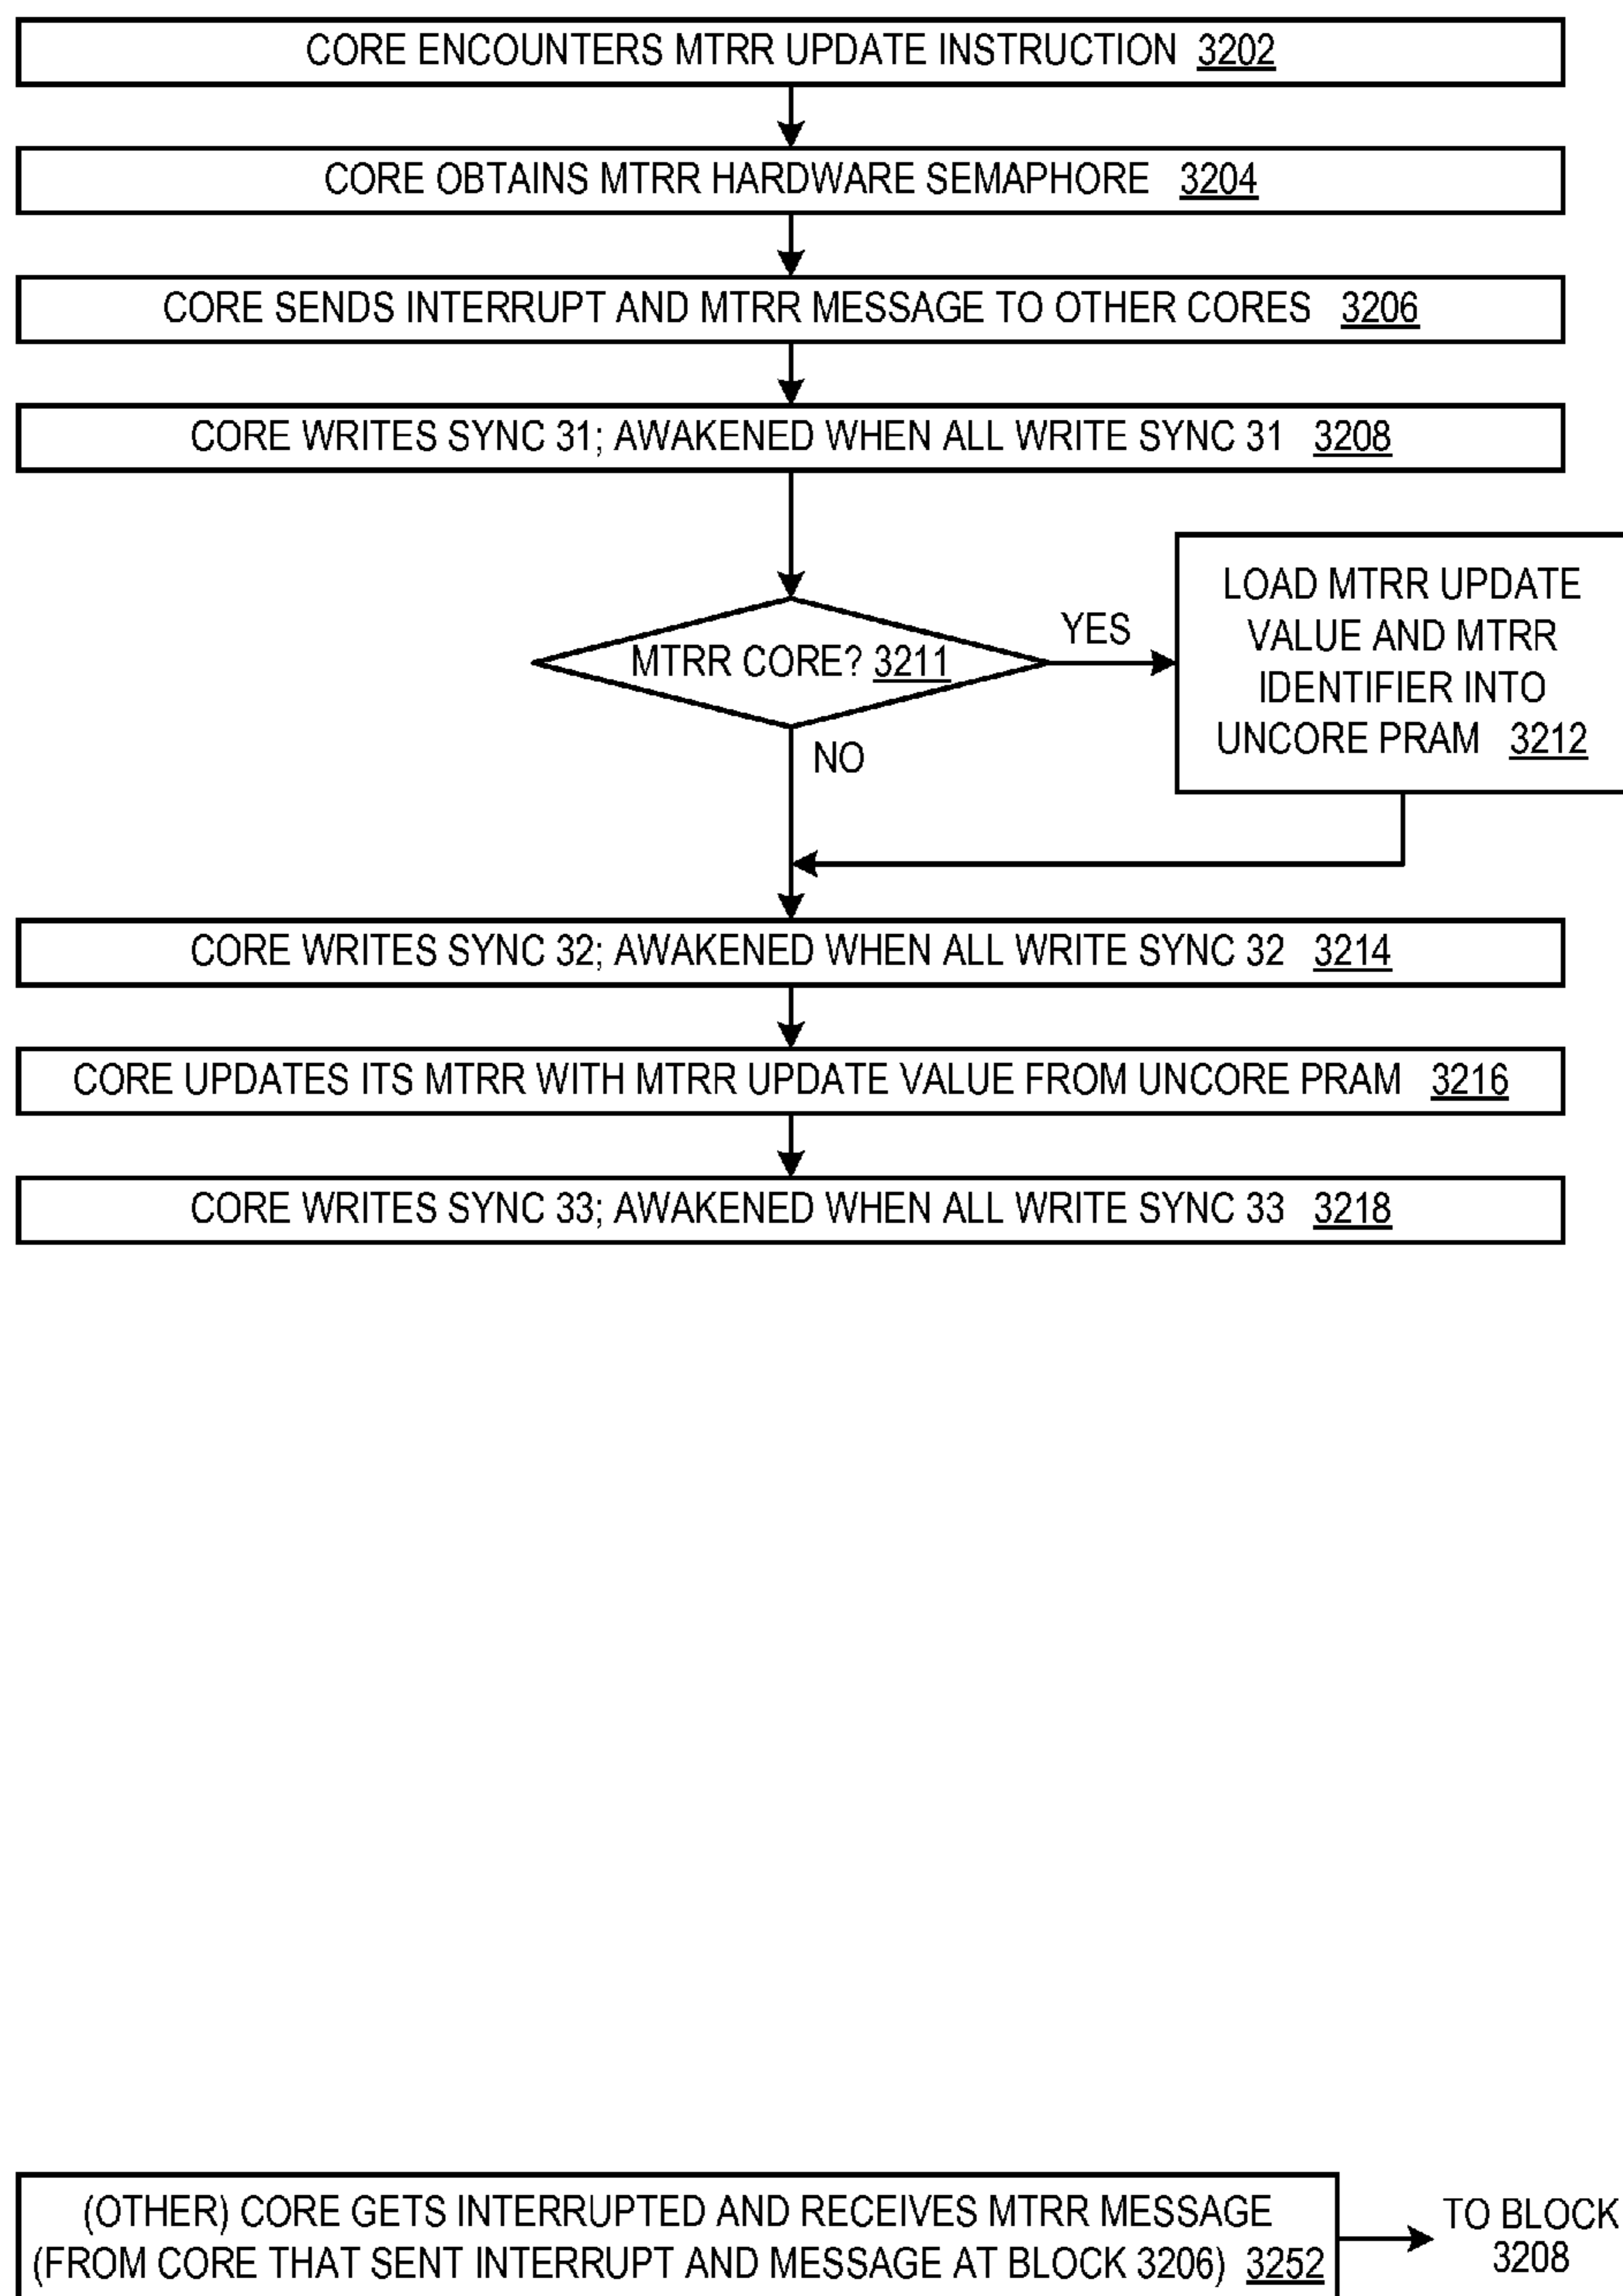 CORE ENCOUNTERS MTRR UPDATE INSTRUCTION 3202
CORE OBTAINS MTRR HARDWARE SEMAPHORE 3204
CORE SENDS INTERRUPT AND MTRR MESSAGE TO OTHER CORES 3206
CORE WRITES SYNC 31; AWAKENED WHEN ALL WRITE SYNC 31 3208
MTRR CORE? 3211
YES
LOAD MTRR UPDATE
VALUE AND MTRR
IDENTIFIER INTO
UNCORE PRAM 3212
NO
CORE WRITES SYNC 32; AWAKENED WHEN ALL WRITE SYNC 32 3214
CORE UPDATES ITS MTRR WITH MTRR UPDATE VALUE FROM UNCORE PRAM 3216
CORE WRITES SYNC 33; AWAKENED WHEN ALL WRITE SYNC 33 3218
(OTHER) CORE GETS INTERRUPTED AND RECEIVES MTRR MESSAGE
(FROM CORE THAT SENT INTERRUPT AND MESSAGE AT BLOCK 3206) 3252
TO BLOCK
3208